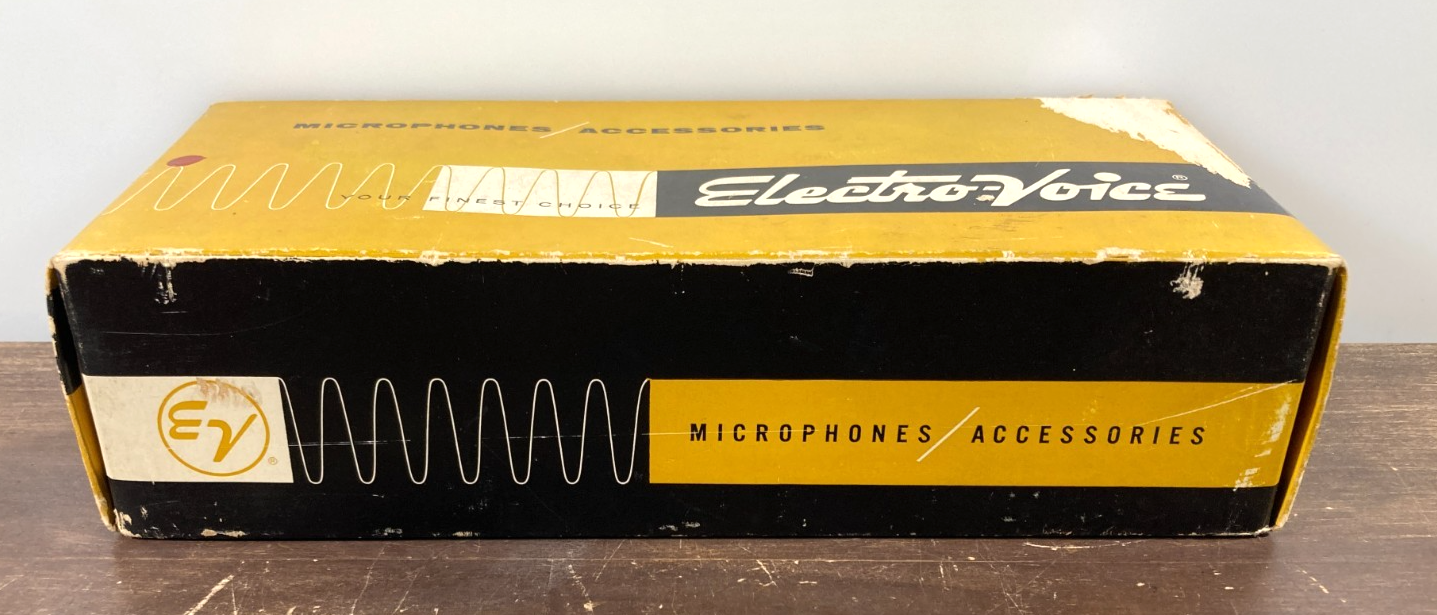 MICROPHONES / ACCESSORIES
YOUR FINEST CHOICE
Electro-Voice®
EV®
MICROPHONES / ACCESSORIES